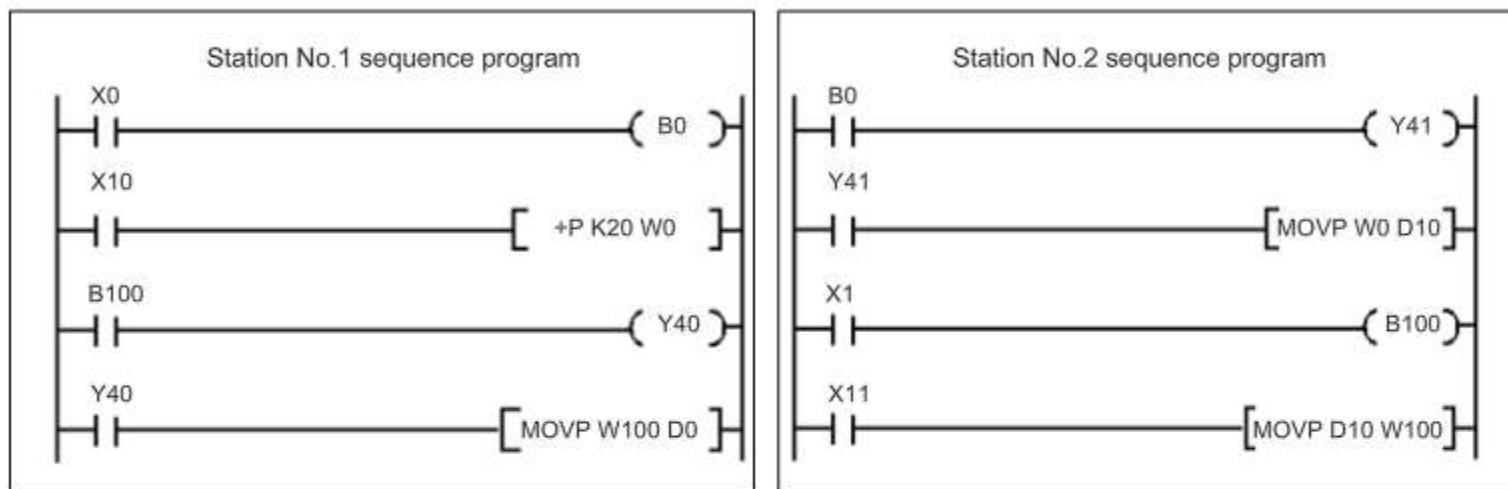 Station No.1 sequence program
X0
B0
X10
+P K20 W0
B100
Y40
Y40
MOVP W100 D0
Station No.2 sequence program
B0
Y41
Y41
MOVP W0 D10
X1
B100
X11
MOVP D10 W100